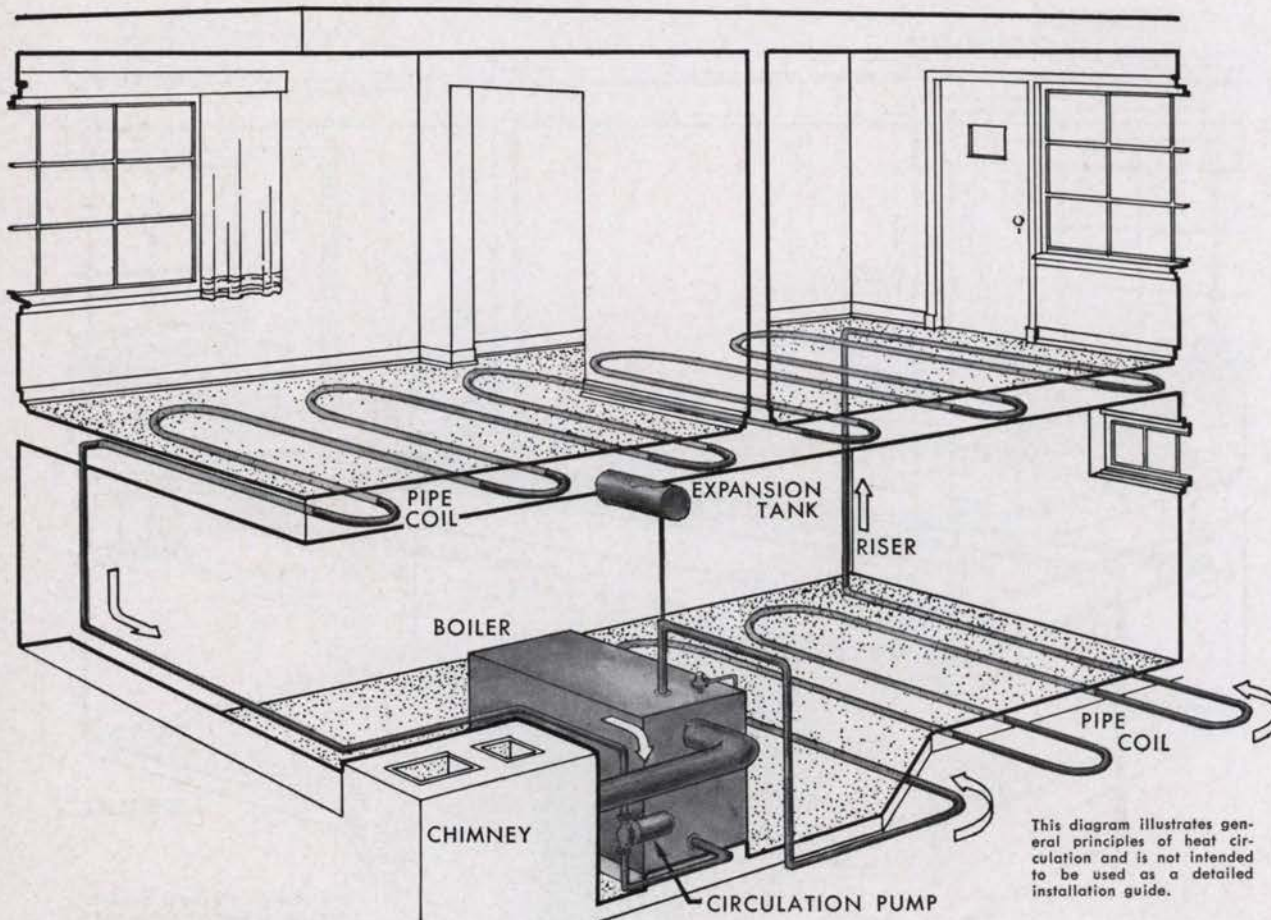 PIPE
COIL
EXPANSION
TANK
RISER
BOILER
PIPE
COIL
CHIMNEY
This diagram illustrates gen-
eral principles of heat cir-
culation and is not intended
to be used as a detailed
installation guide.
CIRCULATION PUMP